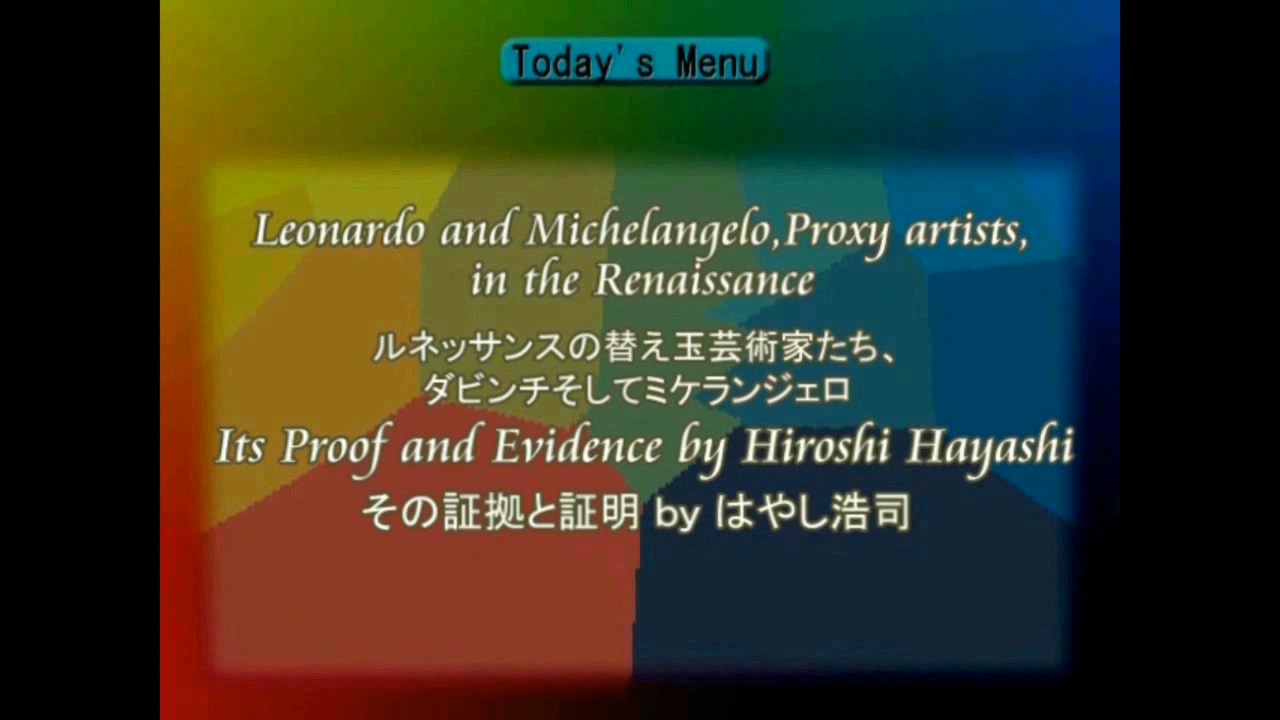 Today's Menu
Leonardo and Michelangelo,Proxy artists,
in the Renaissance
ルネッサンスの替え玉芸術家たち、
ダビンチそしてミケランジェロ
Its Proof and Evidence by Hiroshi Hayashi
その証拠と証明 by はやし浩司